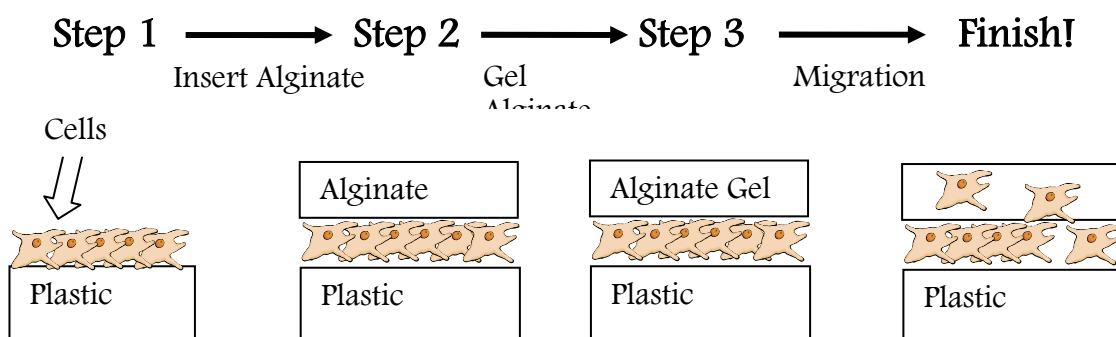 Step 1 Step 2 Step 3 Finish!
Insert Alginate Gel Migration
Alginate
Cells
Alginate Alginate Gel
Plastic Plastic Plastic Plastic